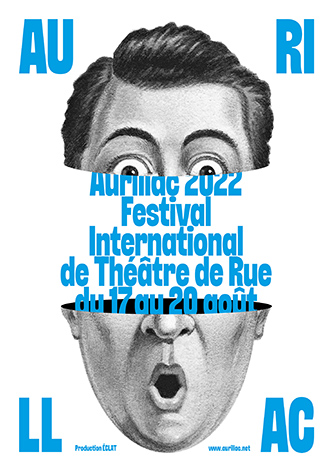 AU RI
Aurillac 2022
Festival
International
de Théâtre de Rue
du 17 au 20 août
LL AC
Production ÉCLAT
www.aurillac.net